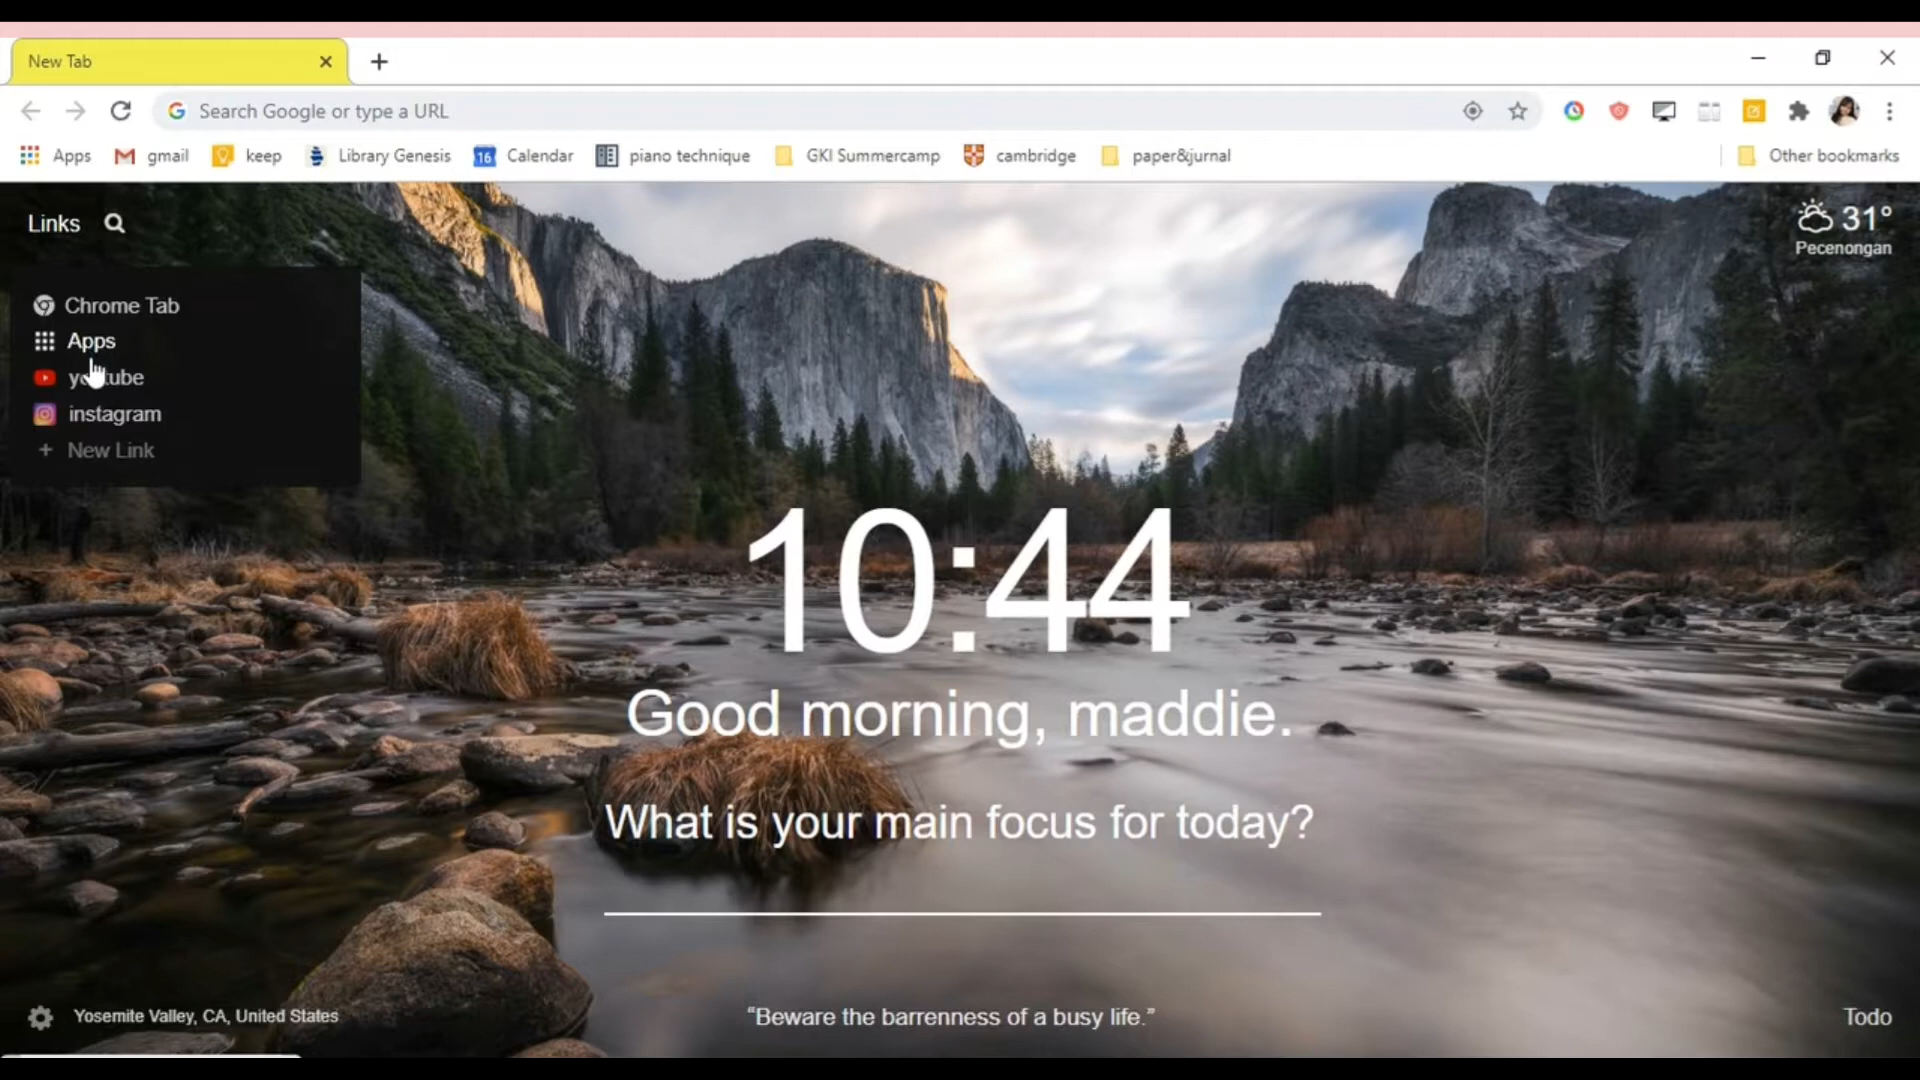 New Tab
Search Google or type a URL
Apps gmail keep Library Genesis 16 Calendar piano technique GKI Summercamp cambridge paper&jurnal Other bookmarks
Links
31°
Pecenongan
Chrome Tab
Apps
youtube
instagram
+ New Link
10:44
Good morning, maddie.
What is your main focus for today?
Yosemite Valley, CA, United States
“Beware the barrenness of a busy life.”
Todo